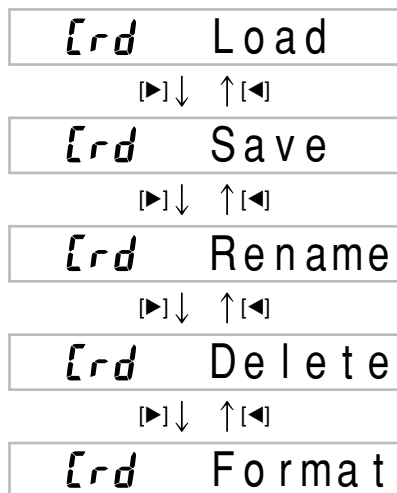 Crd Load
[▶]↓ ↑[◀]
Crd Save
[▶]↓ ↑[◀]
Crd Rename
[▶]↓ ↑[◀]
Crd Delete
[▶]↓ ↑[◀]
Crd Format